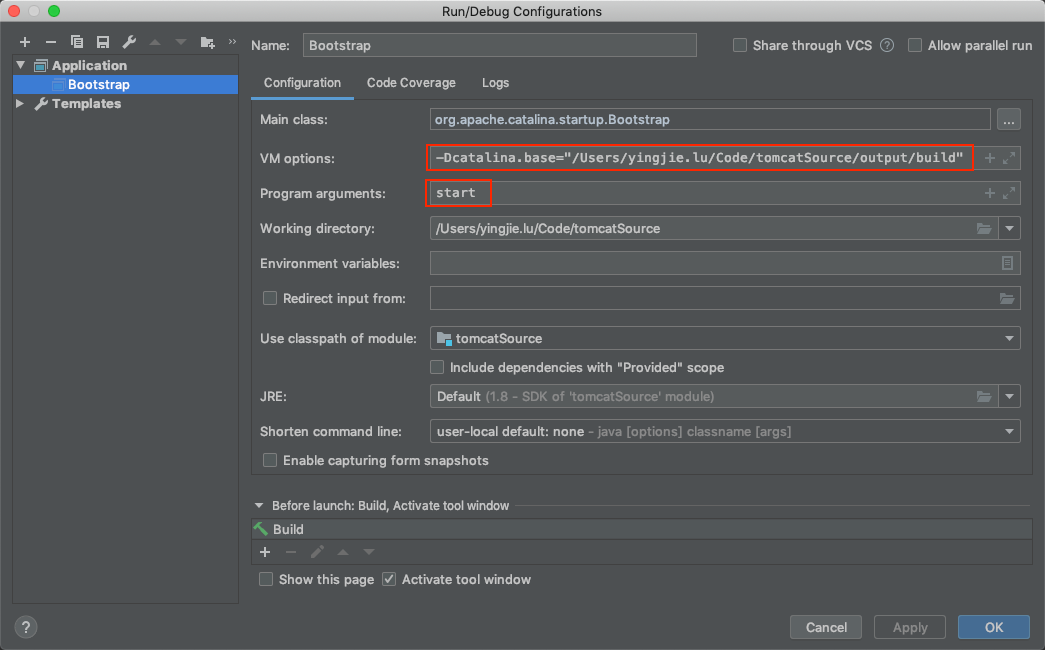 Run/Debug Configurations
Name: Bootstrap
Share through VCS ?
Allow parallel run
Application
Bootstrap
Templates
Configuration Code Coverage Logs
Main class: org.apache.catalina.startup.Bootstrap ...
VM options: -Dcatalina.base="/Users/yingjie.lu/Code/tomcatSource/output/build"
Program arguments: start
Working directory: /Users/yingjie.lu/Code/tomcatSource
Environment variables:
Redirect input from:
Use classpath of module: tomcatSource
Include dependencies with "Provided" scope
JRE: Default (1.8 - SDK of 'tomcatSource' module)
Shorten command line: user-local default: none - java [options] classname [args]
Enable capturing form snapshots
Before launch: Build, Activate tool window
Build
Show this page Activate tool window
? Cancel Apply OK